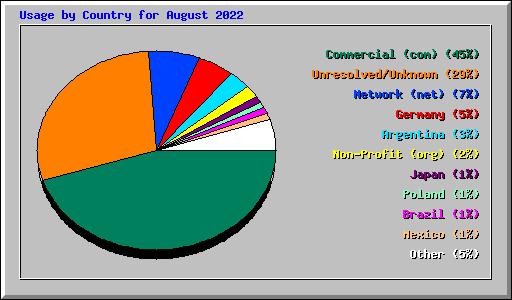 Usage by Country for August 2022
Commercial (com) (45%)
Unresolved/Unknown (29%)
Network (net) (7%)
Germany (5%)
Argentina (3%)
Non-Profit (org) (2%)
Japan (1%)
Poland (1%)
Brazil (1%)
Mexico (1%)
Other (5%)